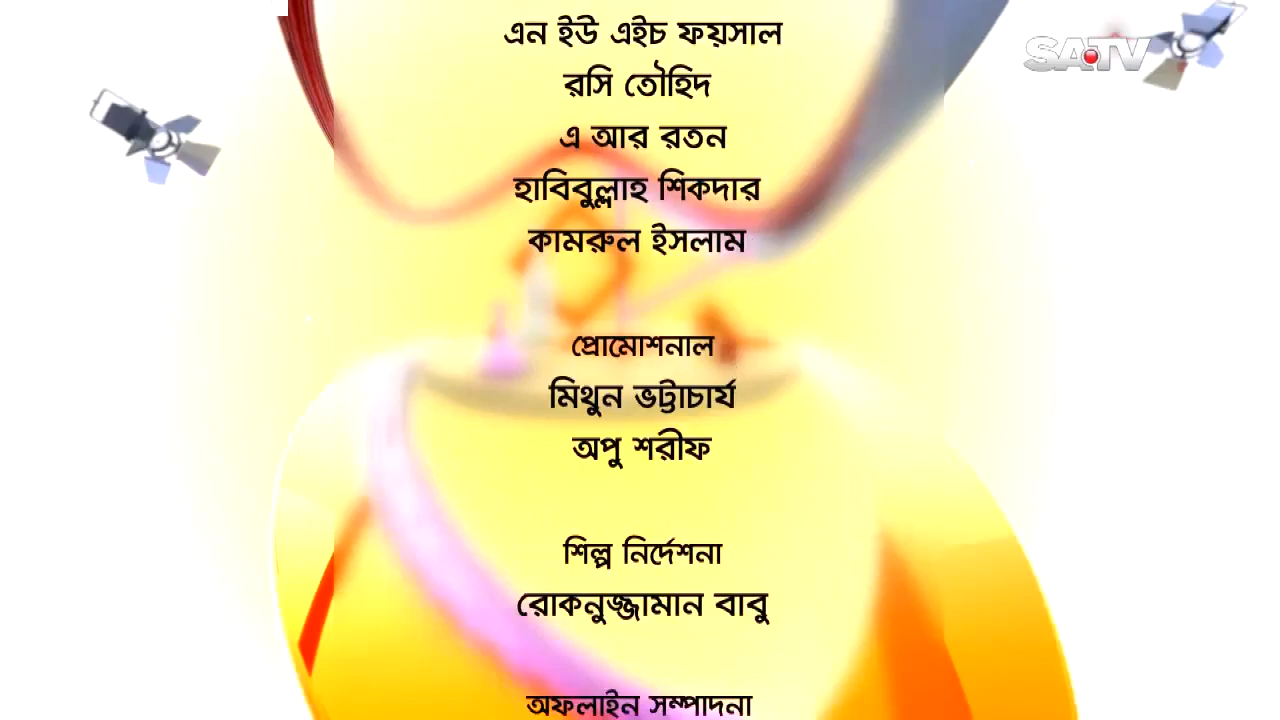 এন ইউ এইচ ফয়সাল
SATV
রসি তৌহিদ
এ আর রতন
হাবিবুল্লাহ শিকদার
কামরুল ইসলাম
প্রোমোশনাল
মিথুন ভট্টাচার্য
অপু শরীফ
শিল্প নির্দেশনা
রোকনুজ্জামান বাবু
অফলাইন সম্পাদনা